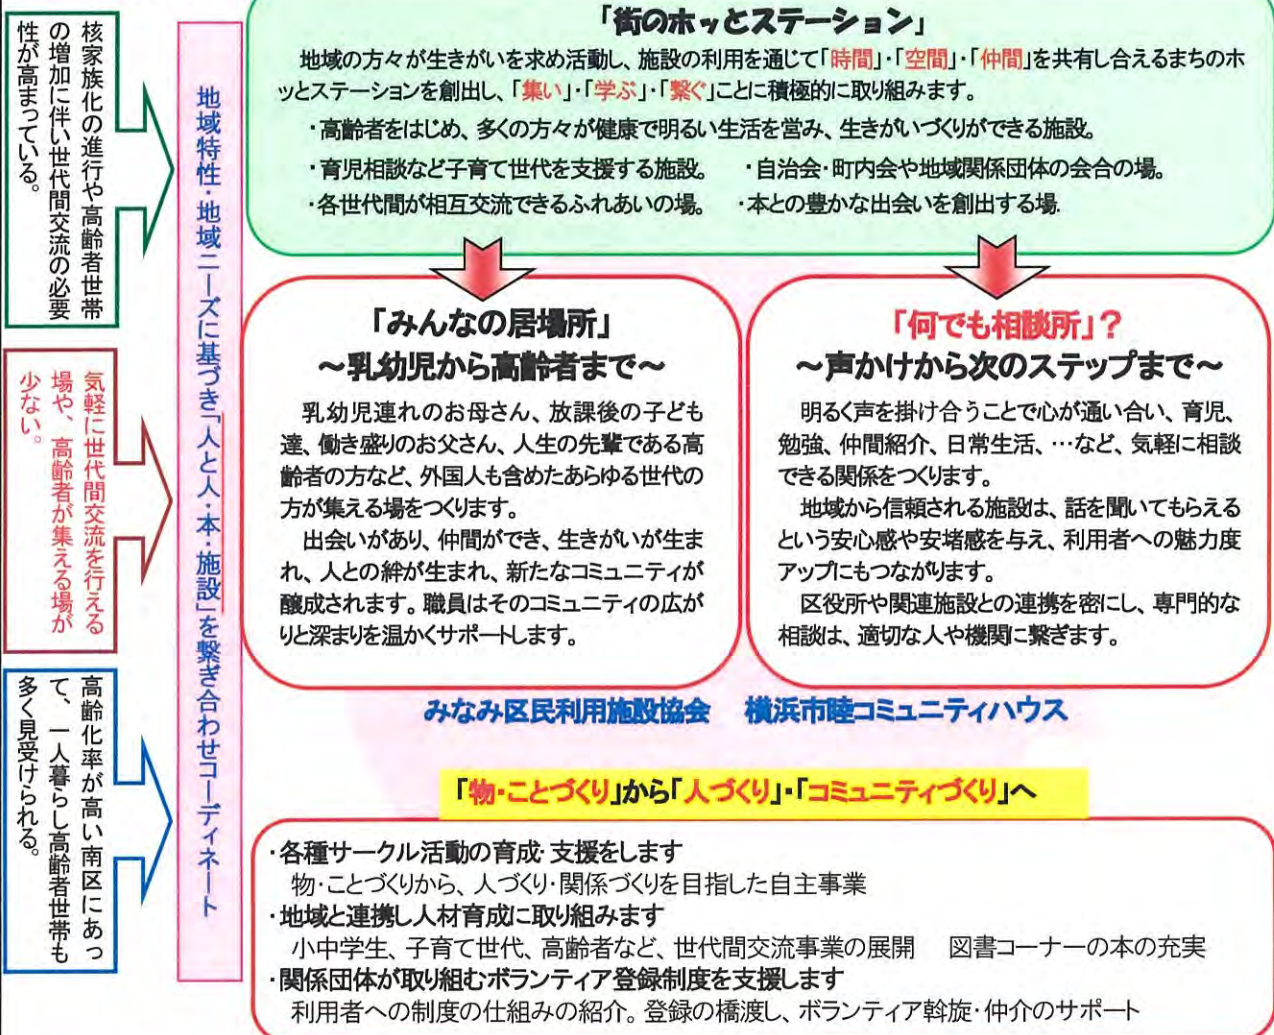 核家族化の進行や高齢者世帯
の増加に伴い世代間交流の必要
性が高まっている。
気軽に世代間交流を行える
場や、高齢者が集える場が
少ない。
高齢化率が高い南区にあっ
て、一人暮らし高齢者世帯も
多く見受けられる。
地域特性・地域ニーズに基づき「人と人・本・施設」を繋ぎ合わせコーディネート
「街のホッとステーション」
地域の方々が生きがいを求め活動し、施設の利用を通じて「時間」・「空間」・「仲間」を共有し合えるまちのホ
ッとステーションを創出し、「集い」・「学ぶ」・「繋ぐ」ことに積極的に取り組みます。
・高齢者をはじめ、多くの方々が健康で明るい生活を営み、生きがいづくりができる施設。
・育児相談など子育て世代を支援する施設。　・自治会・町内会や地域関係団体の会合の場。
・各世代間が相互交流できるふれあいの場。　・本との豊かな出会いを創出する場.
「みんなの居場所」
～乳幼児から高齢者まで～
乳幼児連れのお母さん、放課後の子ども
達、働き盛りのお父さん、人生の先輩である高
齢者の方など、外国人も含めたあらゆる世代の
方が集える場をつくります。
出会いがあり、仲間ができ、生きがいが生ま
れ、人との絆が生まれ、新たなコミュニティが
醸成されます。職員はそのコミュニティの広が
りと深まりを温かくサポートします。
「何でも相談所」?
～声かけから次のステップまで～
明るく声を掛け合うことで心が通い合い、育児、
勉強、仲間紹介、日常生活、…など、気軽に相談
できる関係をつくります。
地域から信頼される施設は、話を聞いてもらえる
という安心感や安堵感を与え、利用者への魅力度
アップにもつながります。
区役所や関連施設との連携を密にし、専門的な
相談は、適切な人や機関に繋ぎます。
みなみ区民利用施設協会　横浜市睦コミュニティハウス
「物・ことづくり」から「人づくり」・「コミュニティづくり」へ
・各種サークル活動の育成・支援をします
物・ことづくりから、人づくり・関係づくりを目指した自主事業
・地域と連携し人材育成に取り組みます
小中学生、子育て世代、高齢者など、世代間交流事業の展開　図書コーナーの本の充実
・関係団体が取り組むボランティア登録制度を支援します
利用者への制度の仕組みの紹介。登録の橋渡し、ボランティア斡旋・仲介のサポート